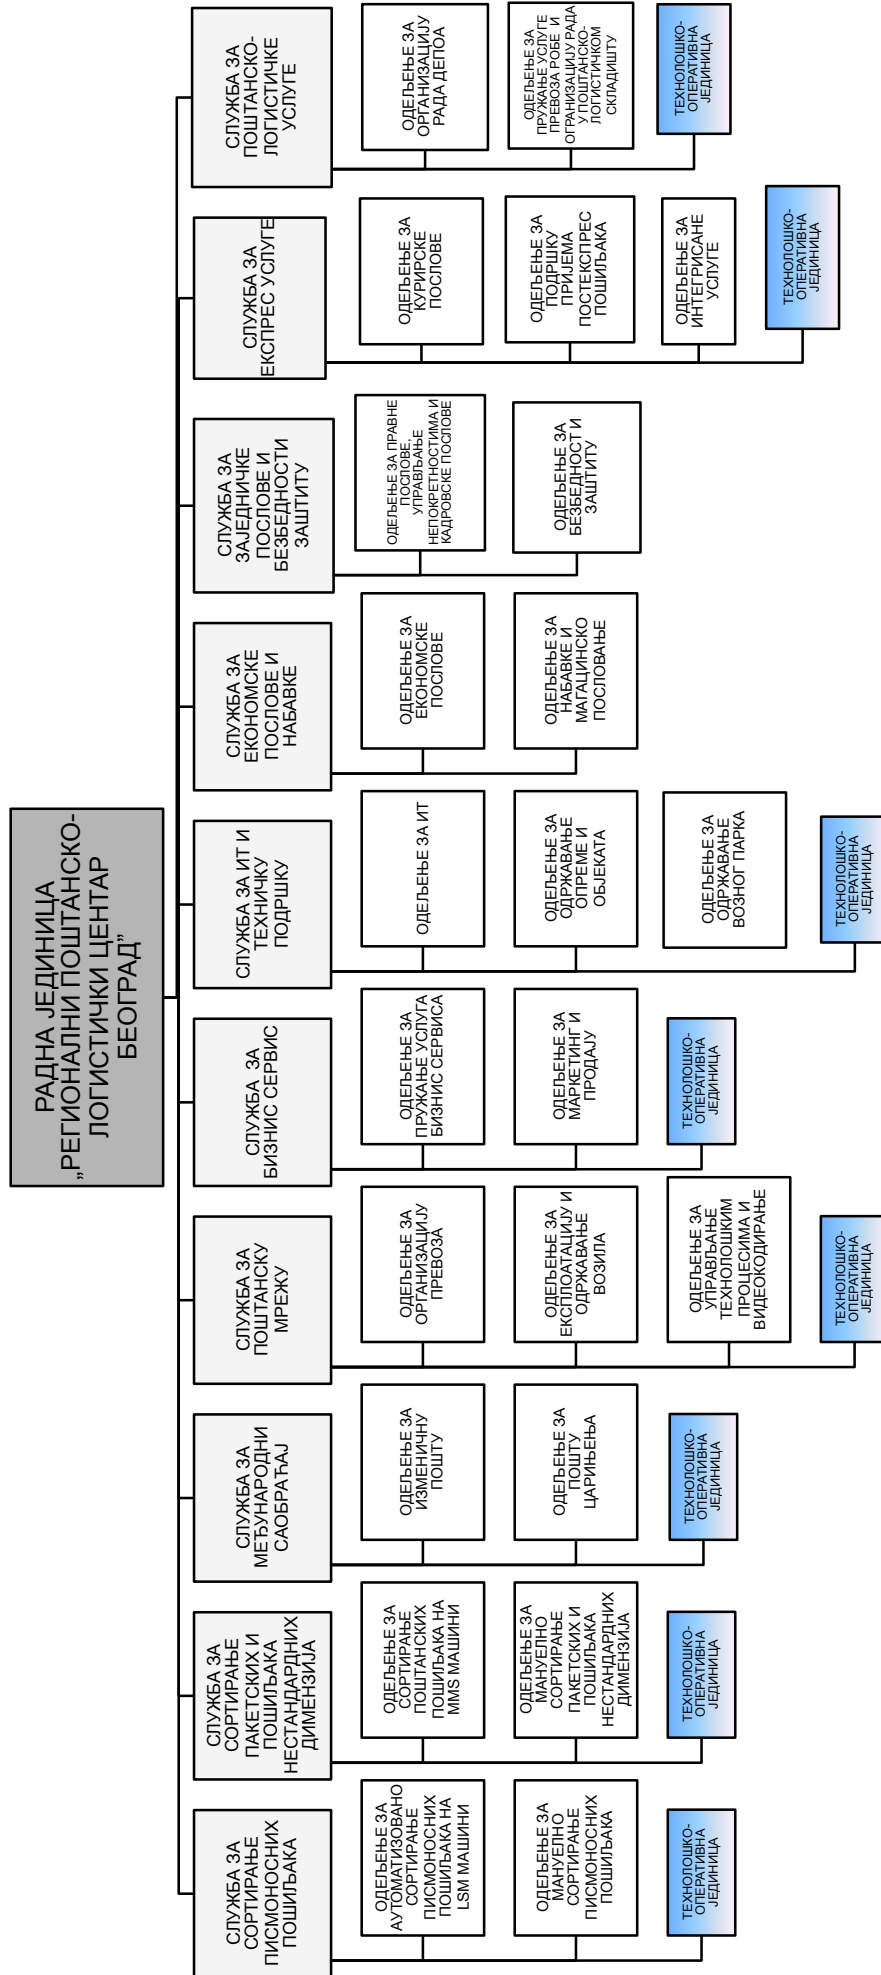 РАДНА ЈЕДИНИЦА
„РЕГИОНАЛНИ ПОШТАНСКО-
ЛОГИСТИЧКИ ЦЕНТАР
БЕОГРАД”
СЛУЖБА ЗА
СОРТИРАЊЕ
ПИСМОНОСНИХ
ПОШИЉАКА
ОДЕЉЕЊЕ ЗА
АУТОМАТИЗОВАНО
СОРТИРАЊЕ
ПИСМОНОСНИХ
ПОШИЉАКА НА
LSM МАШИНИ
ОДЕЉЕЊЕ ЗА
МАНУЕЛНО
СОРТИРАЊЕ
ПИСМОНОСНИХ
ПОШИЉАКА
ТЕХНОЛОШКО-
ОПЕРАТИВНА
ЈЕДИНИЦА
СЛУЖБА ЗА
СОРТИРАЊЕ
ПАКЕТСКИХ И
ПОШИЉАКА
НЕСТАНДАРДНИХ
ДИМЕНЗИЈА
ОДЕЉЕЊЕ ЗА
СОРТИРАЊЕ
ПОШТАНСКИХ
ПОШИЉАКА НА
MMS МАШИНИ
ОДЕЉЕЊЕ ЗА
МАНУЕЛНО
СОРТИРАЊЕ
ПАКЕТСКИХ И
ПОШИЉАКА
НЕСТАНДАРДНИХ
ДИМЕНЗИЈА
ТЕХНОЛОШКО-
ОПЕРАТИВНА
ЈЕДИНИЦА
СЛУЖБА ЗА
МЕЂУНАРОДНИ
САОБРАЋАЈ
ОДЕЉЕЊЕ ЗА
ИЗМЕНИЧНУ
ПОШТУ
ОДЕЉЕЊЕ ЗА
ПОШТУ
ЦАРИЊЕЊА
ТЕХНОЛОШКО-
ОПЕРАТИВНА
ЈЕДИНИЦА
СЛУЖБА ЗА
ПОШТАНСКУ
МРЕЖУ
ОДЕЉЕЊЕ ЗА
ОРГАНИЗАЦИЈУ
ПРЕВОЗА
ОДЕЉЕЊЕ ЗА
ЕКСПЛОАТАЦИЈУ И
ОДРЖАВАЊЕ
ВОЗИЛА
ОДЕЉЕЊЕ ЗА
УПРАВЉАЊЕ
ТЕХНОЛОШКИМ
ПРОЦЕСИМА И
ВИДЕОКОДИРАЊЕ
ТЕХНОЛОШКО-
ОПЕРАТИВНА
ЈЕДИНИЦА
СЛУЖБА ЗА
БИЗНИС СЕРВИС
ОДЕЉЕЊЕ ЗА
ПРУЖАЊЕ УСЛУГА
БИЗНИС СЕРВИСА
ОДЕЉЕЊЕ ЗА
МАРКЕТИНГ И
ПРОДАЈУ
ТЕХНОЛОШКО-
ОПЕРАТИВНА
ЈЕДИНИЦА
СЛУЖБА ЗА ИТ И
ТЕХНИЧКУ
ПОДРШКУ
ОДЕЉЕЊЕ ЗА ИТ
ОДЕЉЕЊЕ ЗА
ОДРЖАВАЊЕ
ОПРЕМЕ И
ОБЈЕКАТА
ОДЕЉЕЊЕ ЗА
ОДРЖАВАЊЕ
ВОЗНОГ ПАРКА
ТЕХНОЛОШКО-
ОПЕРАТИВНА
ЈЕДИНИЦА
СЛУЖБА ЗА
ЕКОНОМСКЕ
ПОСЛОВЕ И
НАБАВКЕ
ОДЕЉЕЊЕ ЗА
ЕКОНОМСКЕ
ПОСЛОВЕ
ОДЕЉЕЊЕ ЗА
НАБАВКЕ И
МАГАЦИНСКО
ПОСЛОВАЊЕ
СЛУЖБА ЗА
ЗАЈЕДНИЧКЕ
ПОСЛОВЕ И
БЕЗБЕДНОСТИ
ЗАШТИТУ
ОДЕЉЕЊЕ ЗА ПРАВНЕ
ПОСЛОВЕ,
УПРАВЉАЊЕ
НЕПОКРЕТНОСТИМА И
КАДРОВСКЕ ПОСЛОВЕ
ОДЕЉЕЊЕ ЗА
БЕЗБЕДНОСТ И
ЗАШТИТУ
СЛУЖБА ЗА
ЕКСПРЕС УСЛУГЕ
ОДЕЉЕЊЕ ЗА
КУРИРСКЕ
ПОСЛОВЕ
ОДЕЉЕЊЕ ЗА
ПОДРШКУ
ПРИЈЕМА
ПОСТЕКСПРЕС
ПОШИЉАКА
ОДЕЉЕЊЕ ЗА
ИНТЕГРИСАНЕ
УСЛУГЕ
ТЕХНОЛОШКО-
ОПЕРАТИВНА
ЈЕДИНИЦА
СЛУЖБА ЗА
ПОШТАНСКО-
ЛОГИСТИЧКЕ
УСЛУГЕ
ОДЕЉЕЊЕ ЗА
ОРГАНИЗАЦИЈУ
РАДА ДЕПОА
ОДЕЉЕЊЕ ЗА
ПРУЖАЊЕ УСЛУГЕ
ПРЕВОЗА РОБЕ И
ОГРАНИЗАЦИЈУ РАДА
У ПОШТАНСКО-
ЛОГИСТИЧКОМ
СКЛАДИШТУ
ТЕХНОЛОШКО-
ОПЕРАТИВНА
ЈЕДИНИЦА